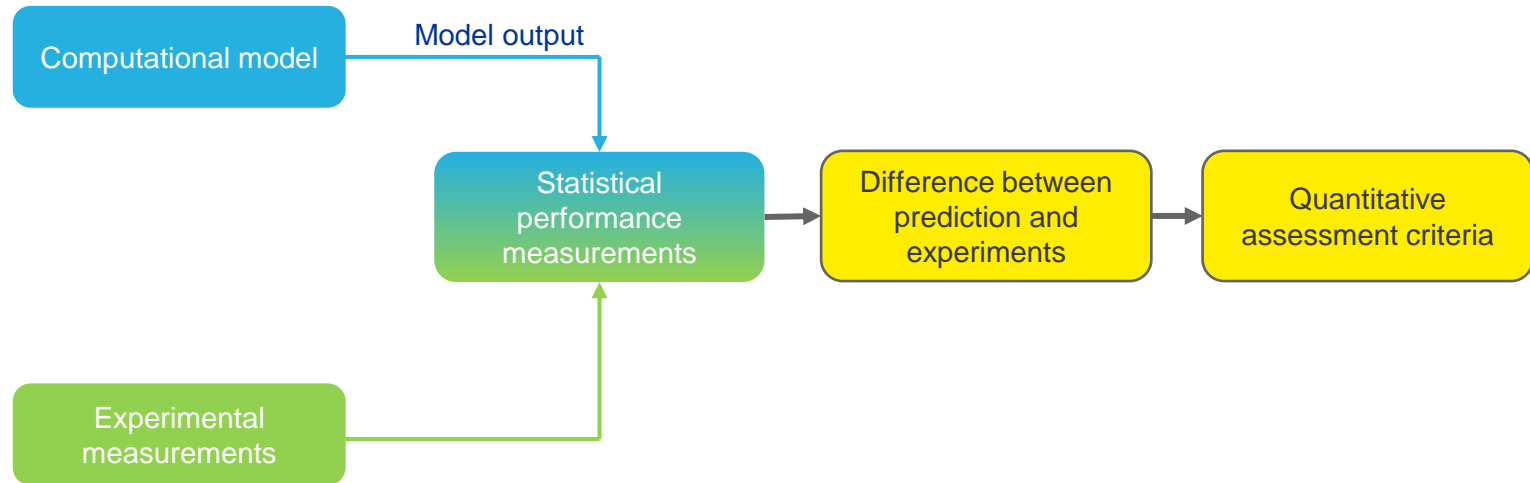 Computational model
Model output
Statistical
performance
measurements
Difference between
prediction and
experiments
Quantitative
assessment criteria
Experimental
measurements